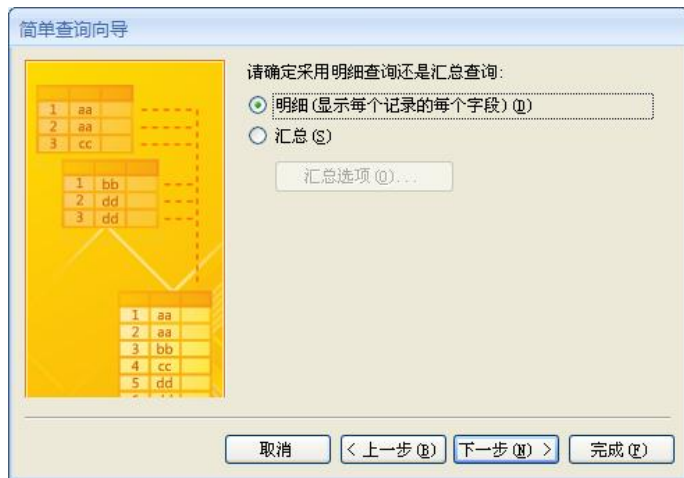 简单查询向导
请确定采用明细查询还是汇总查询:
明细(显示每个记录的每个字段)(D)
汇总(S)
汇总选项(O)...
1 aa
2 aa
3 cc
1 bb
2 dd
3 dd
1 aa
2 aa
3 bb
4 cc
5 dd
取消
< 上一步(B)
下一步(N) >
完成(F)